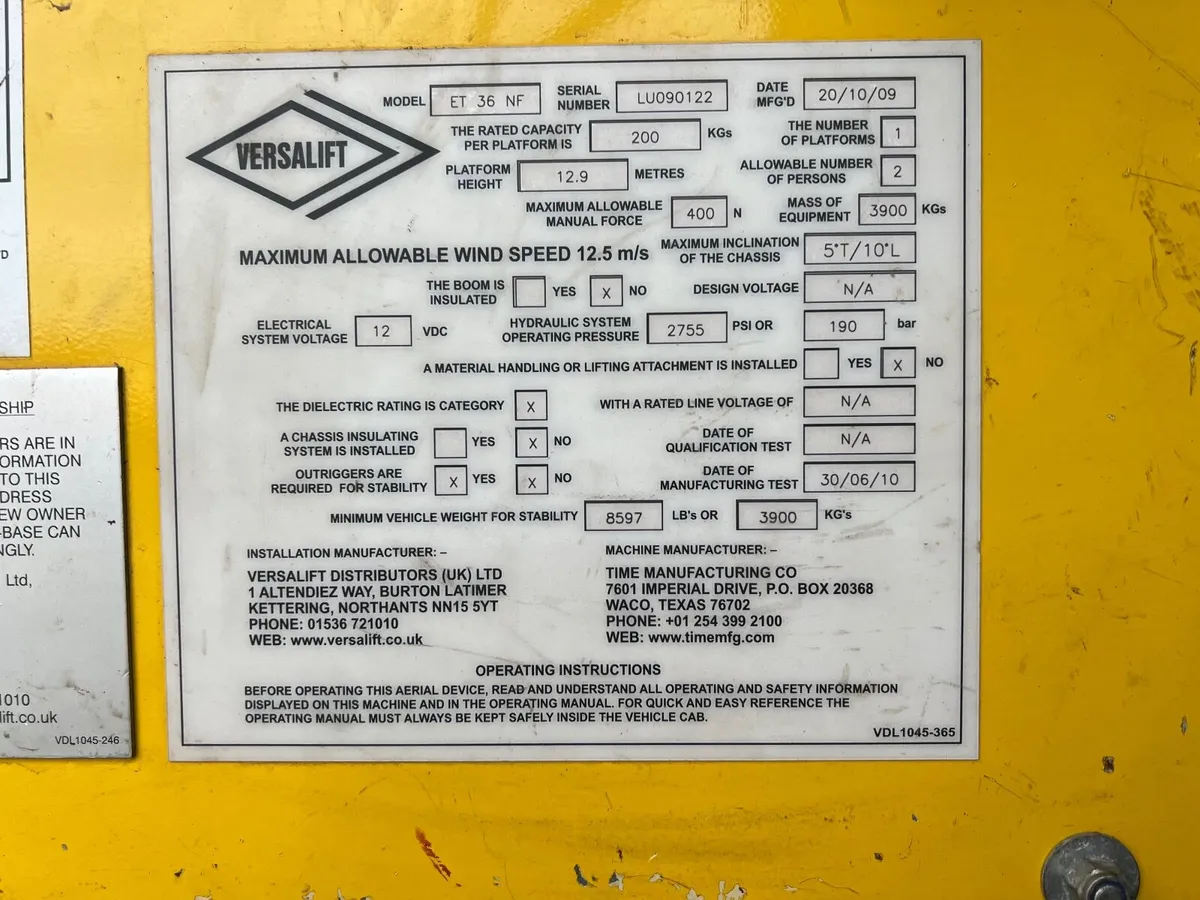 VERSALIFT
MODEL ET 36 NF SERIAL NUMBER LU090122 DATE MFG'D 20/10/09
THE RATED CAPACITY PER PLATFORM IS 200 KGs THE NUMBER OF PLATFORMS 1
PLATFORM HEIGHT 12.9 METRES ALLOWABLE NUMBER OF PERSONS 2
MAXIMUM ALLOWABLE MANUAL FORCE 400 N MASS OF EQUIPMENT 3900 KGs
MAXIMUM ALLOWABLE WIND SPEED 12.5 m/s MAXIMUM INCLINATION OF THE CHASSIS 5°T/10°L
THE BOOM IS INSULATED YES X NO DESIGN VOLTAGE N/A
ELECTRICAL SYSTEM VOLTAGE 12 VDC HYDRAULIC SYSTEM OPERATING PRESSURE 2755 PSI OR 190 bar
A MATERIAL HANDLING OR LIFTING ATTACHMENT IS INSTALLED YES X NO
THE DIELECTRIC RATING IS CATEGORY X WITH A RATED LINE VOLTAGE OF N/A
A CHASSIS INSULATING SYSTEM IS INSTALLED YES X NO DATE OF QUALIFICATION TEST N/A
OUTRIGGERS ARE REQUIRED FOR STABILITY X YES X NO DATE OF MANUFACTURING TEST 30/06/10
MINIMUM VEHICLE WEIGHT FOR STABILITY 8597 LB's OR 3900 KG's
INSTALLATION MANUFACTURER: –
VERSALIFT DISTRIBUTORS (UK) LTD
1 ALTENDIEZ WAY, BURTON LATIMER
KETTERING, NORTHANTS NN15 5YT
PHONE: 01536 721010
WEB: www.versalift.co.uk
MACHINE MANUFACTURER: –
TIME MANUFACTURING CO
7601 IMPERIAL DRIVE, P.O. BOX 20368
WACO, TEXAS 76702
PHONE: +01 254 399 2100
WEB: www.timemfg.com
OPERATING INSTRUCTIONS
BEFORE OPERATING THIS AERIAL DEVICE, READ AND UNDERSTAND ALL OPERATING AND SAFETY INFORMATION
DISPLAYED ON THIS MACHINE AND IN THE OPERATING MANUAL. FOR QUICK AND EASY REFERENCE THE
OPERATING MANUAL MUST ALWAYS BE KEPT SAFELY INSIDE THE VEHICLE CAB.
VDL1045-365
SHIP
RS ARE IN
ORMATION
TO THIS
DRESS
EW OWNER
-BASE CAN
NGLY.
Ltd,
1010
lift.co.uk
VDL1045-246